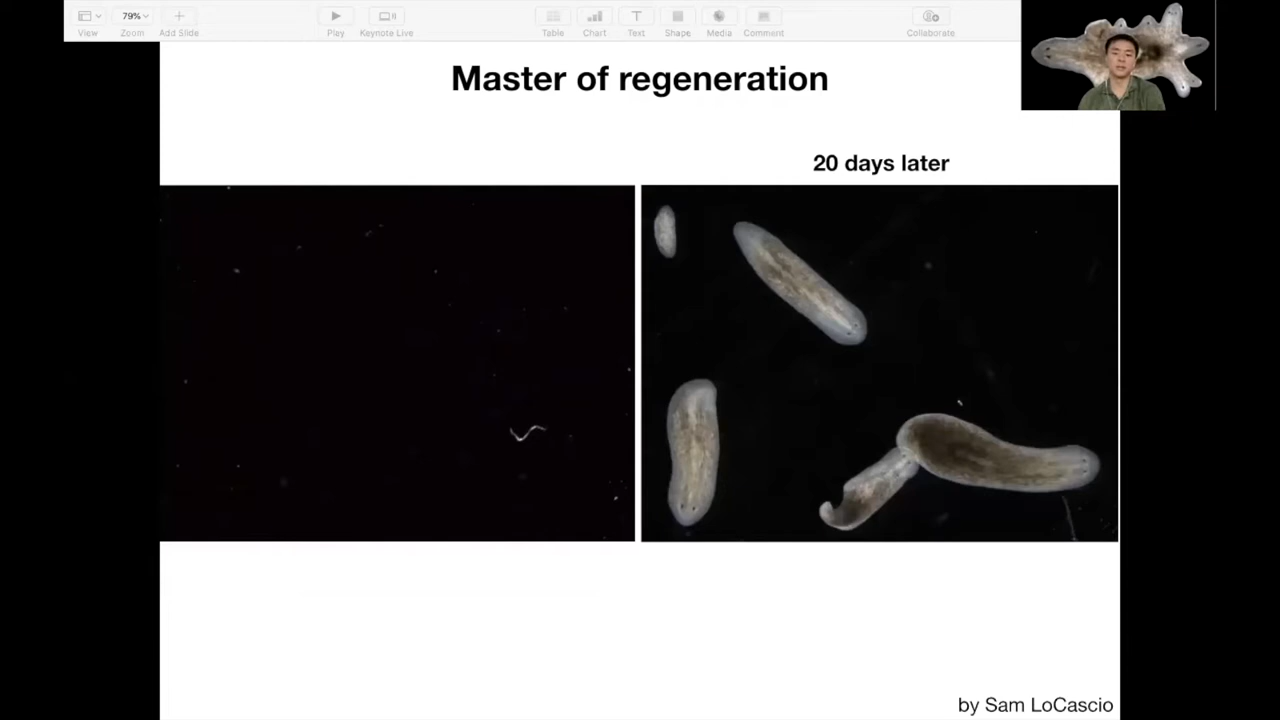 79%
View
Zoom
Add Slide
Play
Keynote Live
Table
Chart
Text
Shape
Media
Comment
Collaborate
Master of regeneration
20 days later
by Sam LoCascio